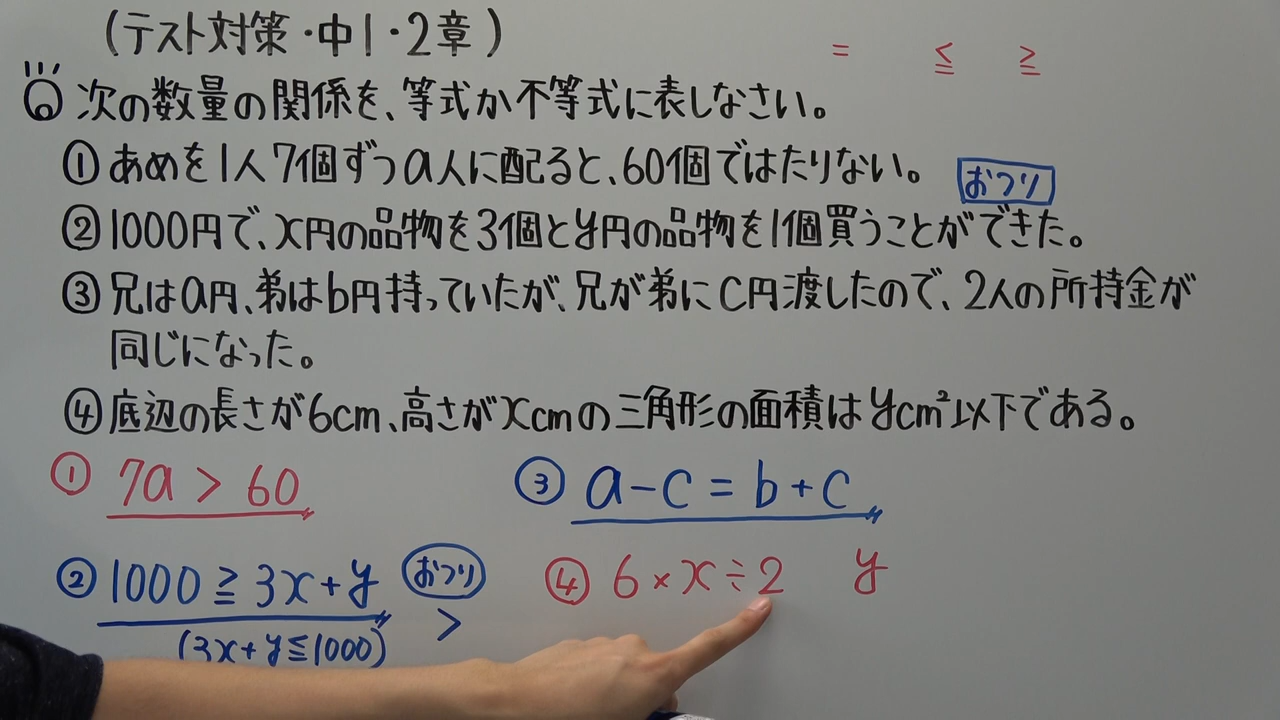 (テスト対策・中1・2章)
= ≦ ≧
Q 次の数量の関係を、等式か不等式に表しなさい。
① あめを1人7個ずつa人に配ると、60個ではたりない。
おつり
② 1000円で、x円の品物を3個とy円の品物を1個買うことができた。
③ 兄はa円、弟はb円持っていたが、兄が弟にc円渡したので、2人の所持金が
同じになった。
④ 底辺の長さが6cm、高さがxcmの三角形の面積はycm²以下である。
① 7a > 60
② 1000 ≧ 3x+y おつり
(3x+y≦1000) >
③ a-c = b+c
④ 6×x÷2 y